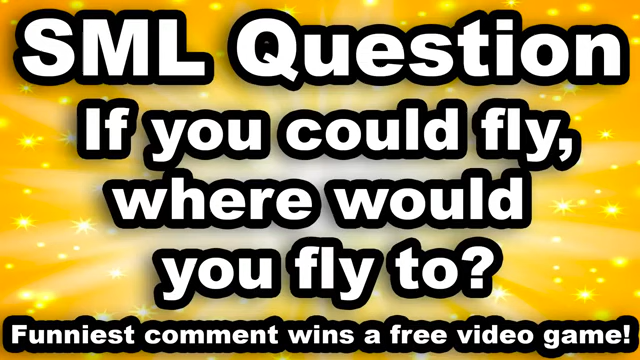 SML Question
If you could fly,
where would
you fly to?
Funniest comment wins a free video game!